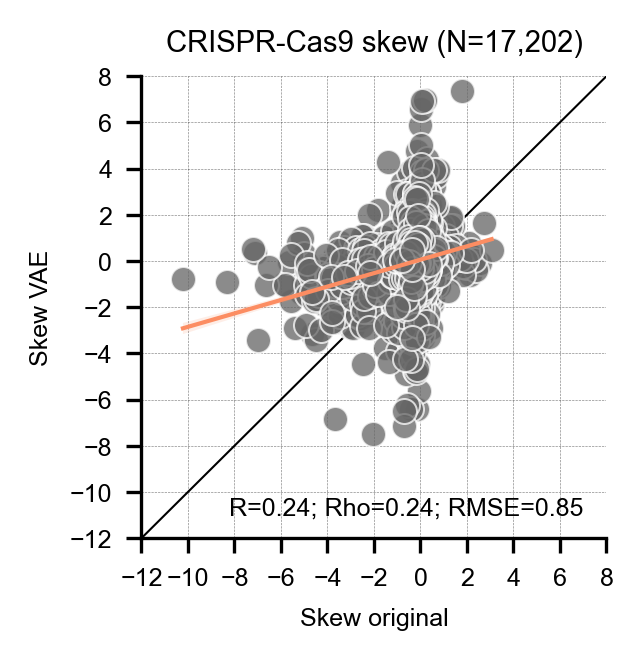 CRISPR-Cas9 skew (N=17,202)
8
6
4
2
0
−2
−4
−6
−8
−10
−12
Skew VAE
R=0.24; Rho=0.24; RMSE=0.85
−12 −10 −8 −6 −4 −2 0 2 4 6 8
Skew original